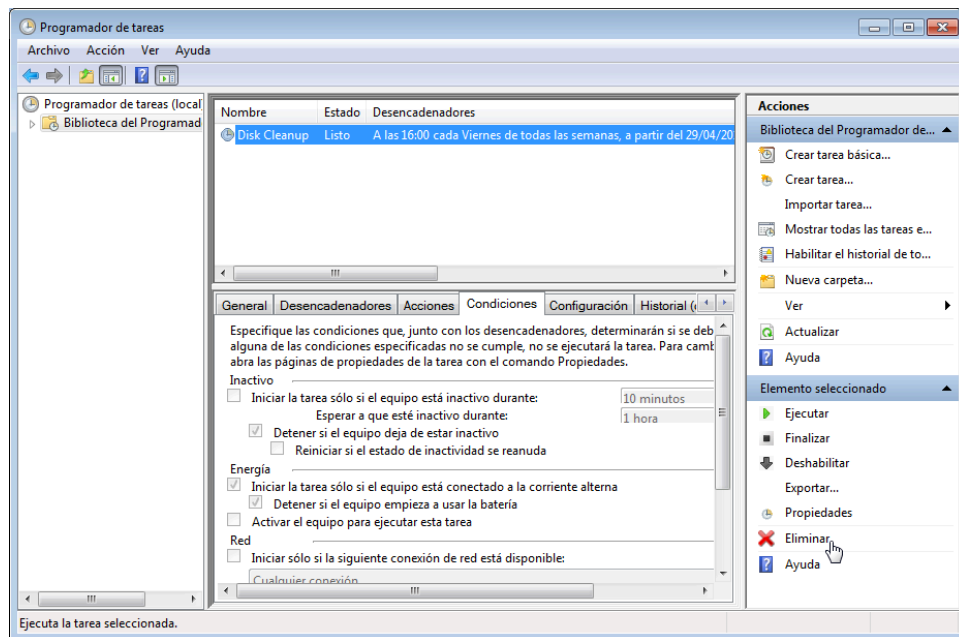 Programador de tareas
Archivo Acción Ver Ayuda
Programador de tareas (local
Biblioteca del Programad
Nombre Estado Desencadenadores
Disk Cleanup Listo A las 16:00 cada Viernes de todas las semanas, a partir del 29/04/20
General Desencadenadores Acciones Condiciones Configuración Historial (
Especifique las condiciones que, junto con los desencadenadores, determinarán si se deb
alguna de las condiciones especificadas no se cumple, no se ejecutará la tarea. Para camb
abra las páginas de propiedades de la tarea con el comando Propiedades.
Inactivo
Iniciar la tarea sólo si el equipo está inactivo durante: 10 minutos
Esperar a que esté inactivo durante: 1 hora
Detener si el equipo deja de estar inactivo
Reiniciar si el estado de inactividad se reanuda
Energía
Iniciar la tarea sólo si el equipo está conectado a la corriente alterna
Detener si el equipo empieza a usar la batería
Activar el equipo para ejecutar esta tarea
Red
Iniciar sólo si la siguiente conexión de red está disponible:
Cualquier conexión
Acciones
Biblioteca del Programador de...
Crear tarea básica...
Crear tarea...
Importar tarea...
Mostrar todas las tareas e...
Habilitar el historial de to...
Nueva carpeta...
Ver
Actualizar
Ayuda
Elemento seleccionado
Ejecutar
Finalizar
Deshabilitar
Exportar...
Propiedades
Eliminar
Ayuda
Ejecuta la tarea seleccionada.